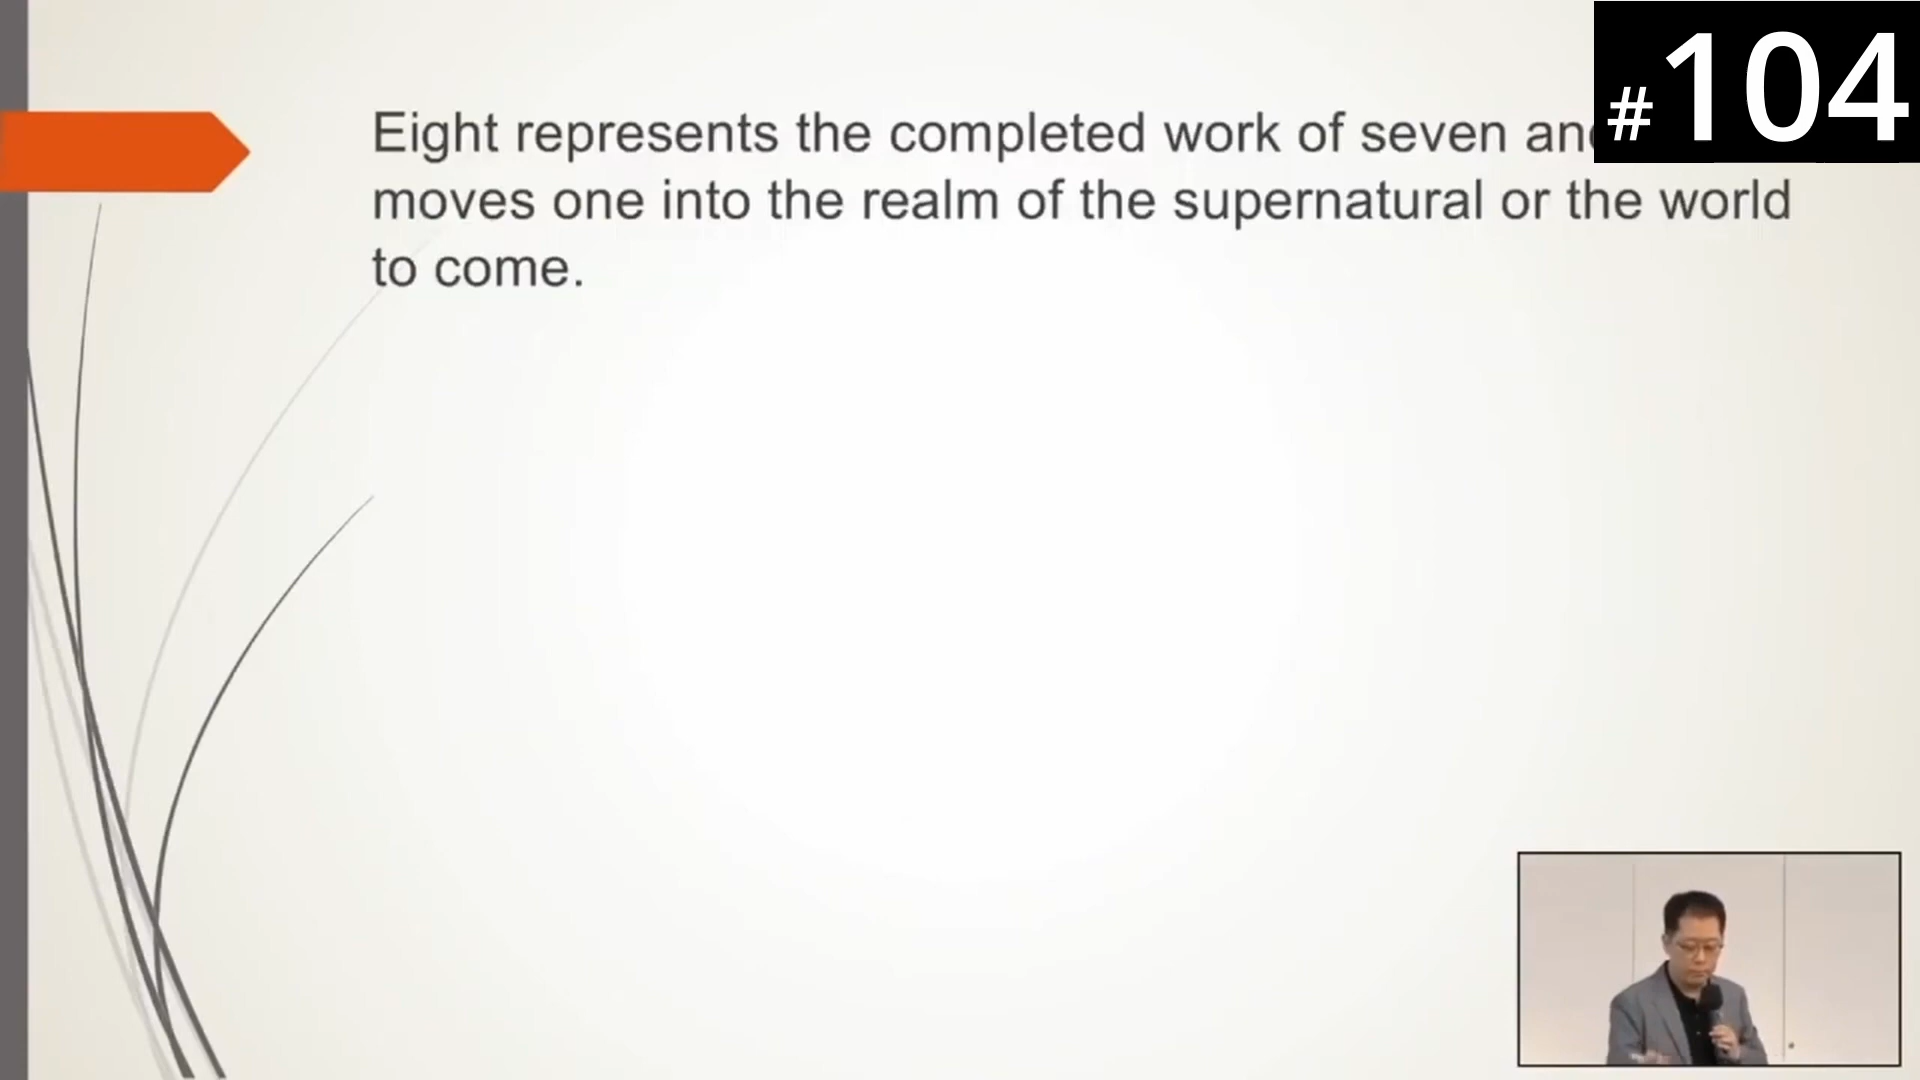 #104
Eight represents the completed work of seven
moves one into the realm of the supernatural or the world
to come.